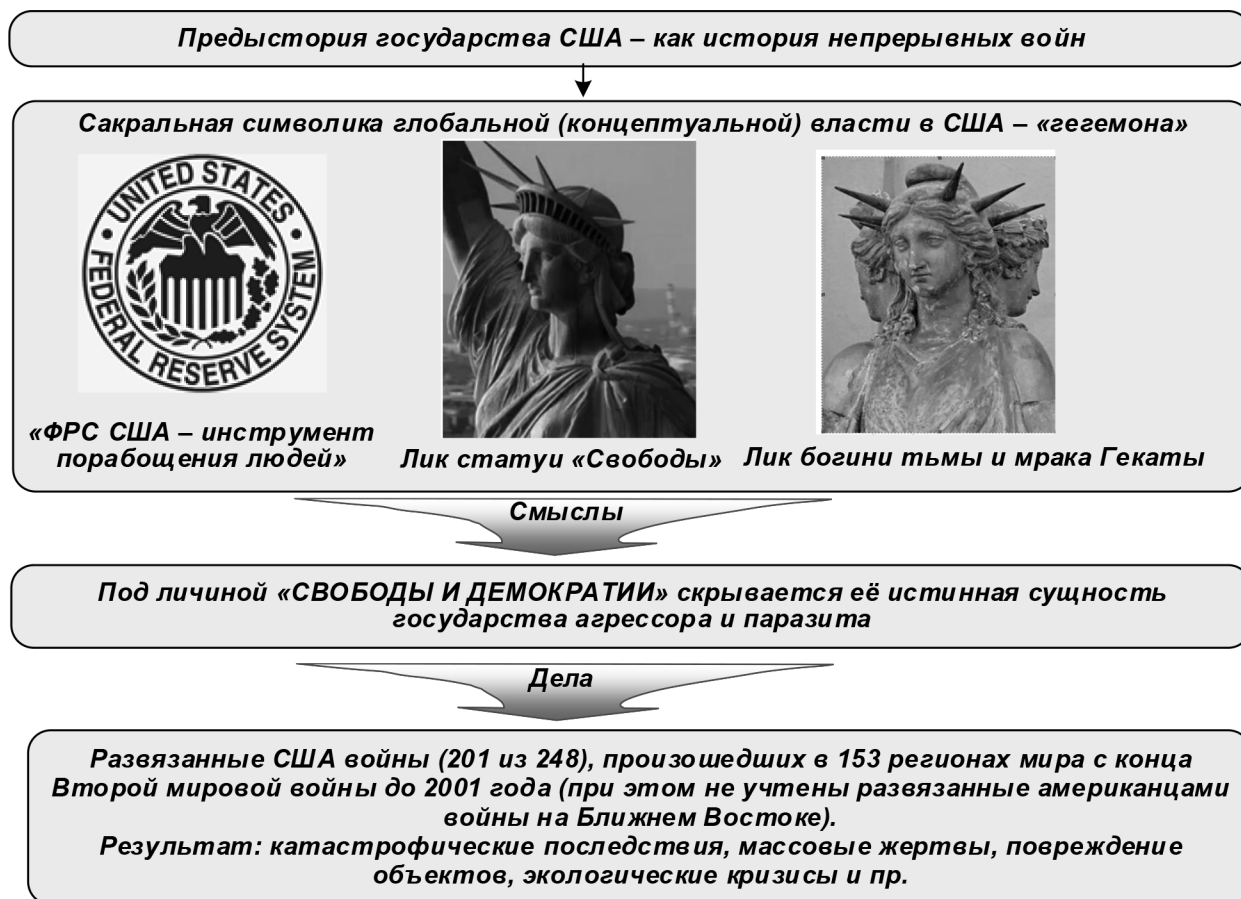 Предыстория государства США – как история непрерывных войн
Сакральная символика глобальной (концептуальной) власти в США – «гегемона»
UNITED STATES
FEDERAL RESERVE SYSTEM
«ФРС США – инструмент
порабощения людей»
Лик статуи «Свободы»
Лик богини тьмы и мрака Гекаты
Смыслы
Под личиной «СВОБОДЫ И ДЕМОКРАТИИ» скрывается её истинная сущность
государства агрессора и паразита
Дела
Развязанные США войны (201 из 248), произошедших в 153 регионах мира с конца
Второй мировой войны до 2001 года (при этом не учтены развязанные американцами
войны на Ближнем Востоке).
Результат: катастрофические последствия, массовые жертвы, повреждение
объектов, экологические кризисы и пр.